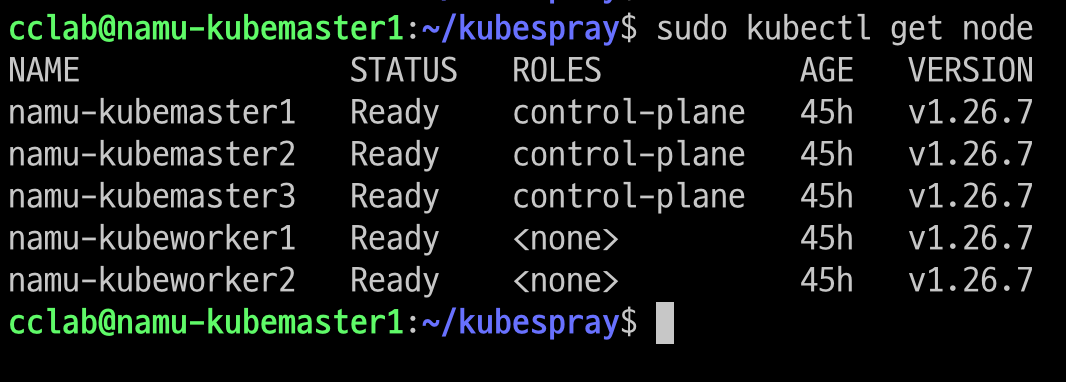 cclab@namu-kubemaster1:~/kubespray$ sudo kubectl get node
NAME STATUS ROLES AGE VERSION
namu-kubemaster1 Ready control-plane 45h v1.26.7
namu-kubemaster2 Ready control-plane 45h v1.26.7
namu-kubemaster3 Ready control-plane 45h v1.26.7
namu-kubeworker1 Ready <none> 45h v1.26.7
namu-kubeworker2 Ready <none> 45h v1.26.7
cclab@namu-kubemaster1:~/kubespray$